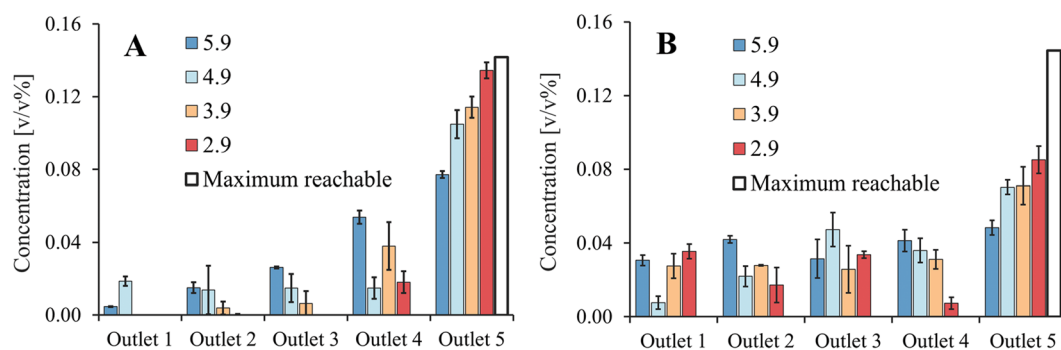 A
Concentration [v/v%]
0.16
0.12
0.08
0.04
0.00
5.9
4.9
3.9
2.9
Maximum reachable
Outlet 1 Outlet 2 Outlet 3 Outlet 4 Outlet 5
B
Concentration [v/v%]
0.16
0.12
0.08
0.04
0.00
5.9
4.9
3.9
2.9
Maximum reachable
Outlet 1 Outlet 2 Outlet 3 Outlet 4 Outlet 5